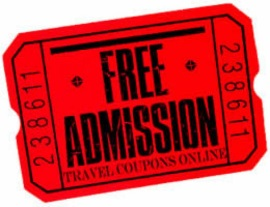 238611
FREE
ADMiSSION
TRAVEL COUPONS ONLINE
238611